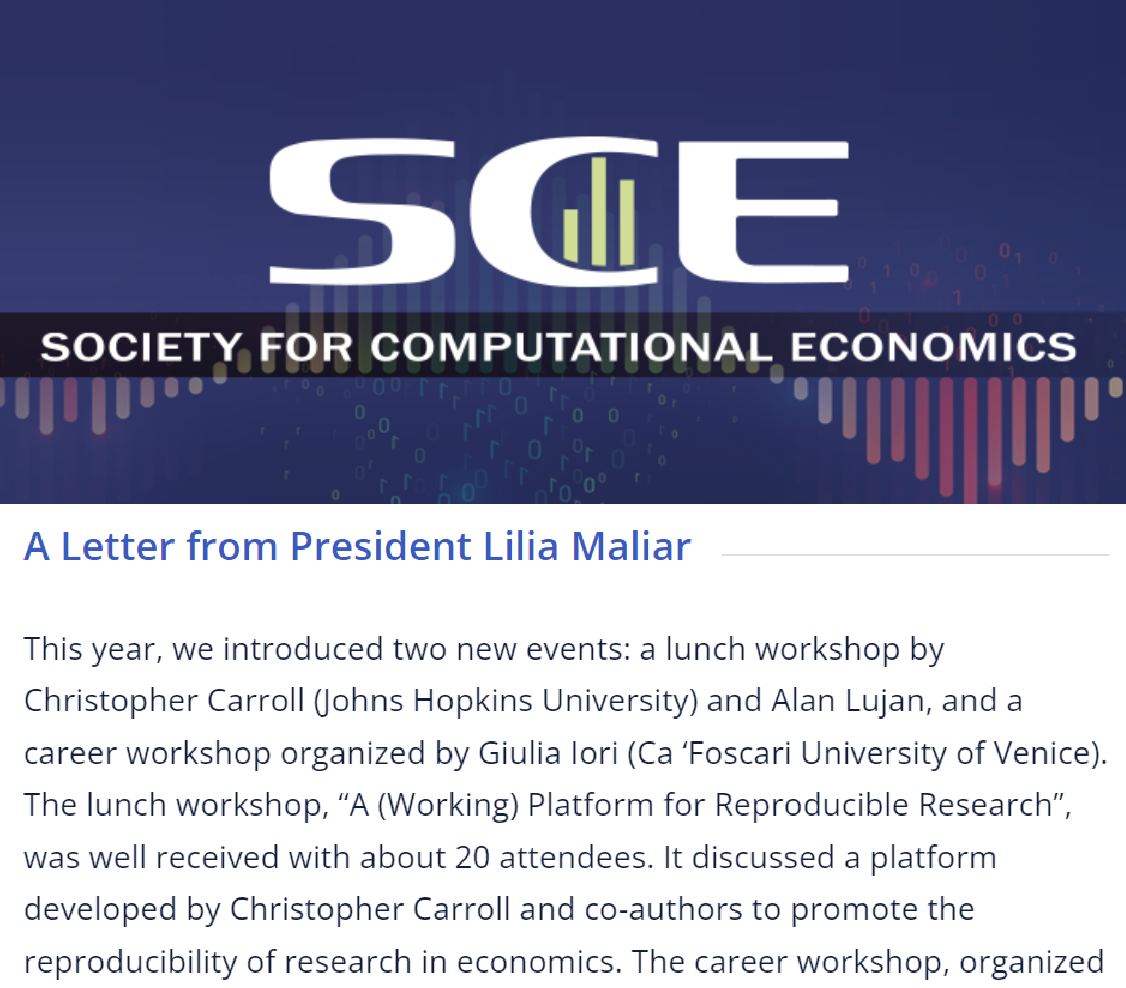 SCE
SOCIETY FOR COMPUTATIONAL ECONOMICS
A Letter from President Lilia Maliar
This year, we introduced two new events: a lunch workshop by
Christopher Carroll (Johns Hopkins University) and Alan Lujan, and a
career workshop organized by Giulia Iori (Ca ‘Foscari University of Venice).
The lunch workshop, “A (Working) Platform for Reproducible Research”,
was well received with about 20 attendees. It discussed a platform
developed by Christopher Carroll and co-authors to promote the
reproducibility of research in economics. The career workshop, organized